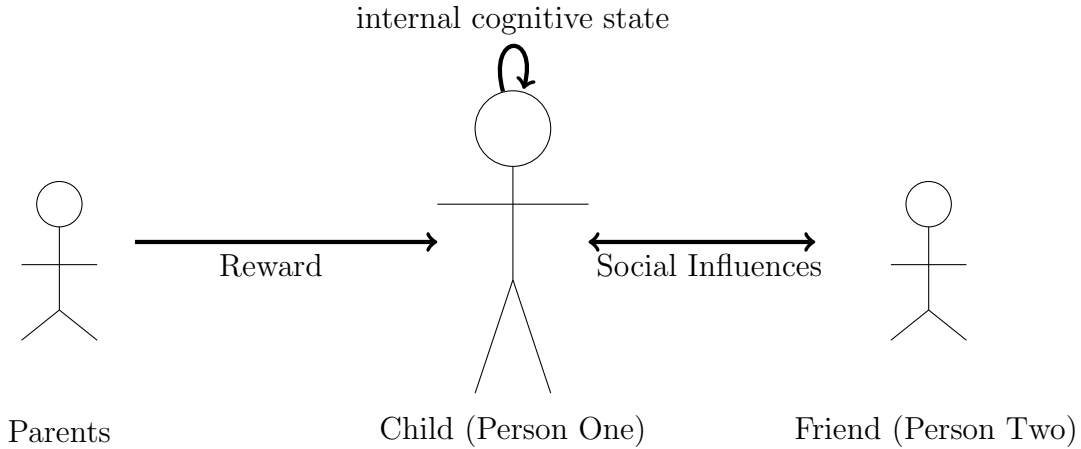 internal cognitive state
Reward
Social Influences
Parents
Child (Person One)
Friend (Person Two)